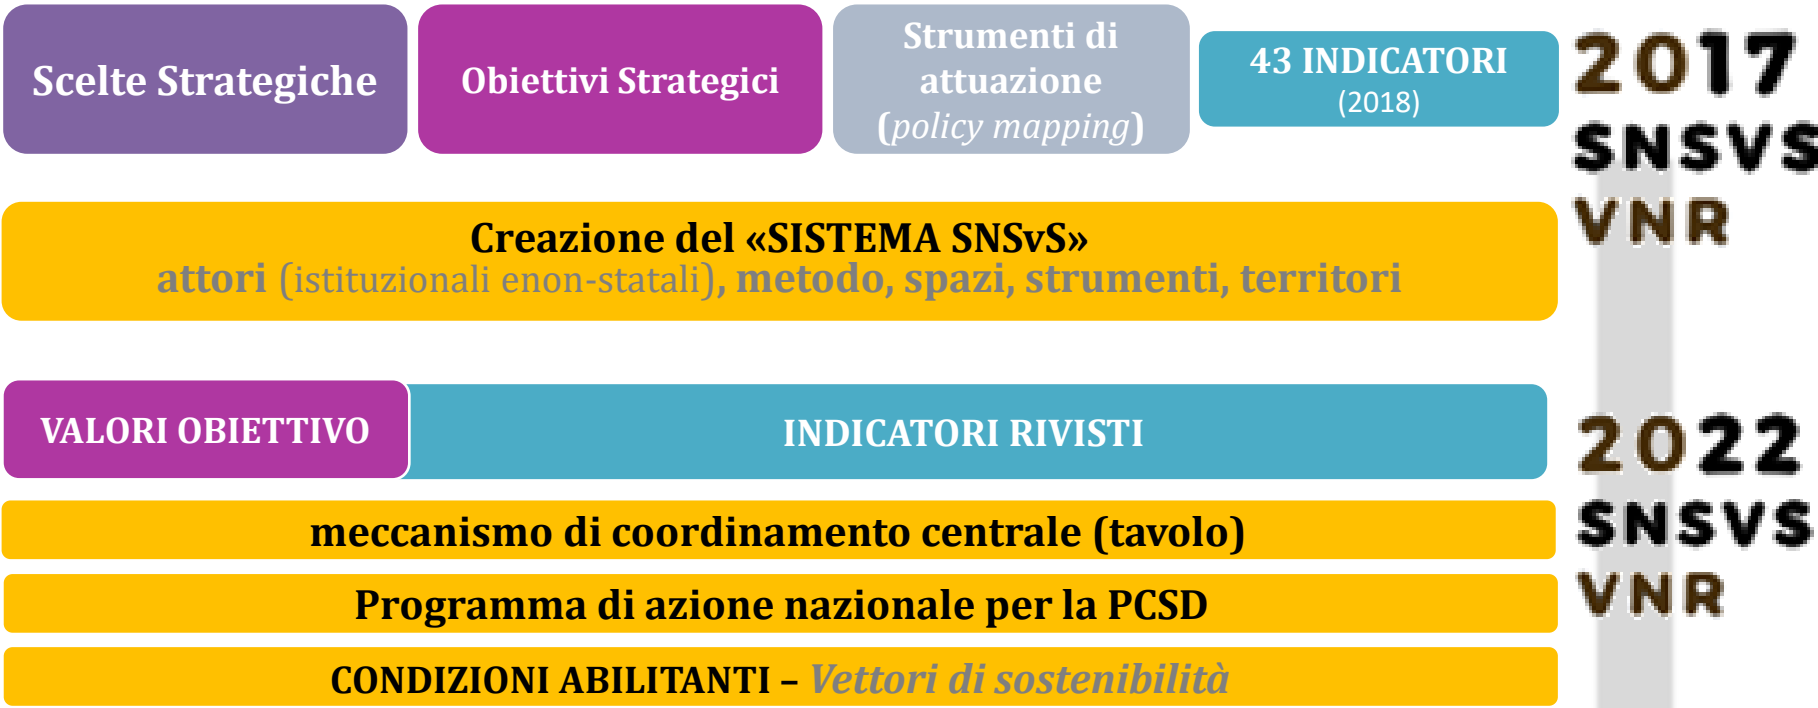 Scelte Strategiche
Obiettivi Strategici
Strumenti di
attuazione
(policy mapping)
43 INDICATORI
(2018)
2017
SNSVS
VNR
Creazione del «SISTEMA SNSvS»
attori (istituzionali enon-statali), metodo, spazi, strumenti, territori
VALORI OBIETTIVO
INDICATORI RIVISTI
2022
SNSVS
VNR
meccanismo di coordinamento centrale (tavolo)
Programma di azione nazionale per la PCSD
CONDIZIONI ABILITANTI – Vettori di sostenibilità